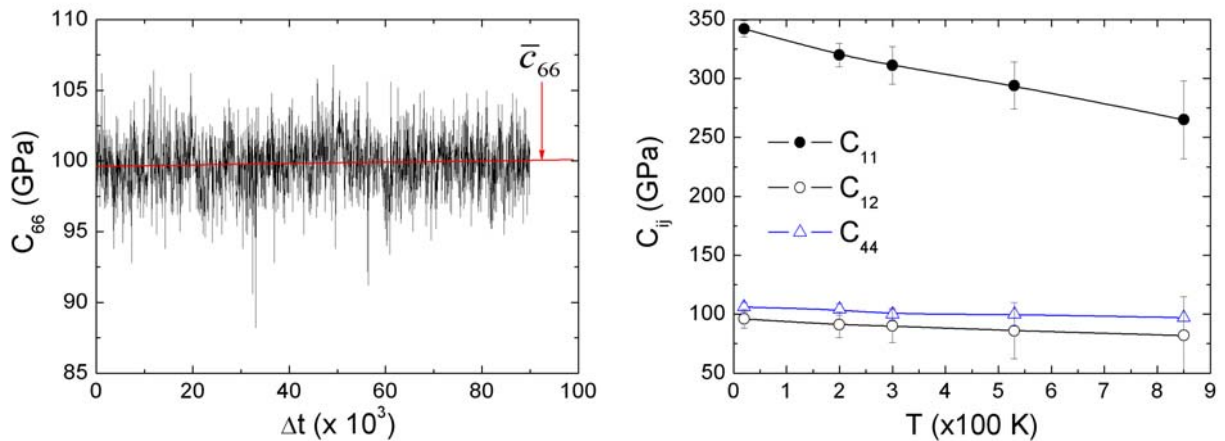 110
105
100
95
90
85
C₆₆ (GPa)
c̅₆₆
0 20 40 60 80 100
Δt (x 10³)
350
300
250
200
150
100
50
C_ij (GPa)
C₁₁
C₁₂
C₄₄
0 1 2 3 4 5 6 7 8 9
T (x100 K)